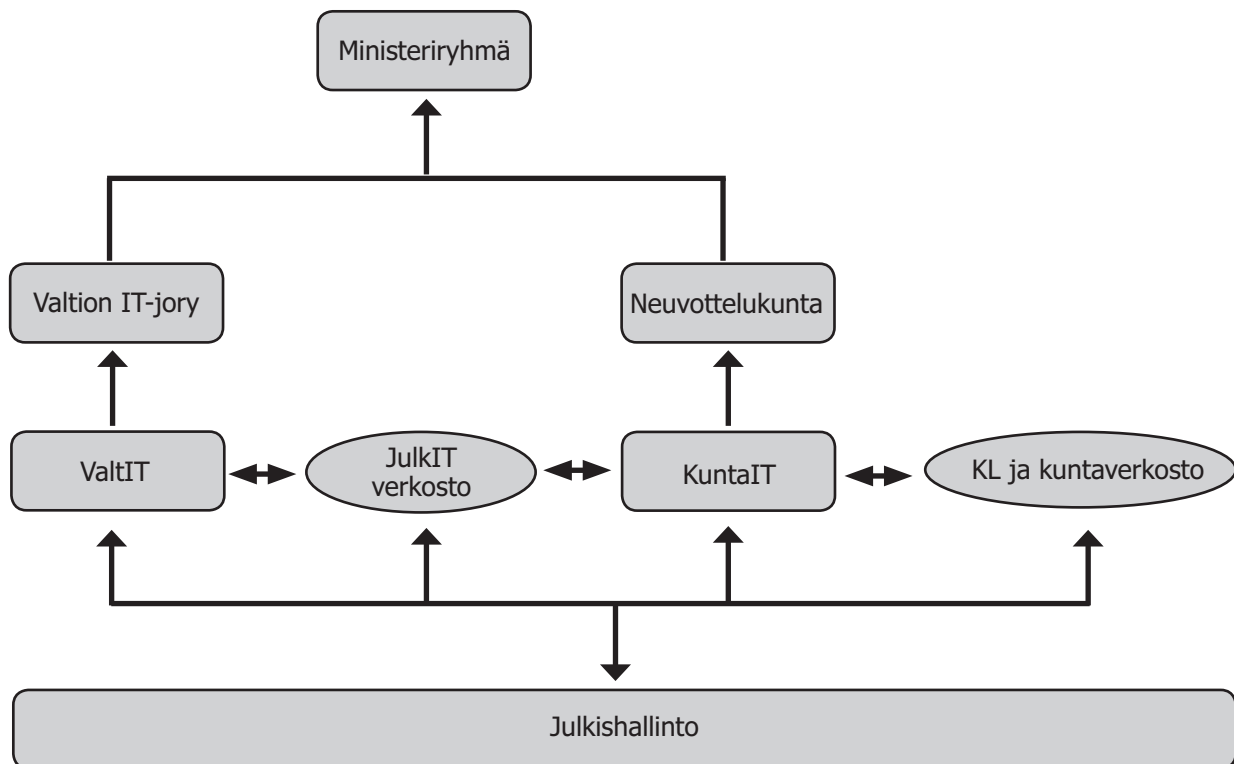 Ministeriryhmä
Valtion IT-jory
Neuvottelukunta
ValtIT
JulkIT
verkosto
KuntaIT
KL ja kuntaverkosto
Julkishallinto